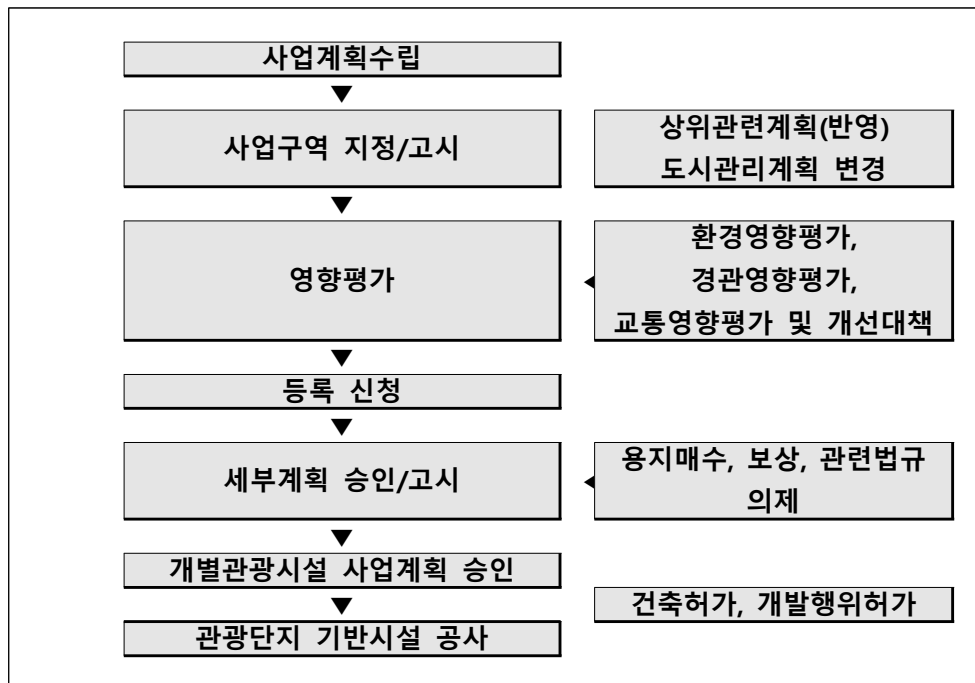 사업계획수립
사업구역 지정/고시
상위관련계획(반영)
도시관리계획 변경
영향평가
환경영향평가,
경관영향평가,
교통영향평가 및 개선대책
등록 신청
세부계획 승인/고시
용지매수, 보상, 관련법규
의제
개별관광시설 사업계획 승인
건축허가, 개발행위허가
관광단지 기반시설 공사